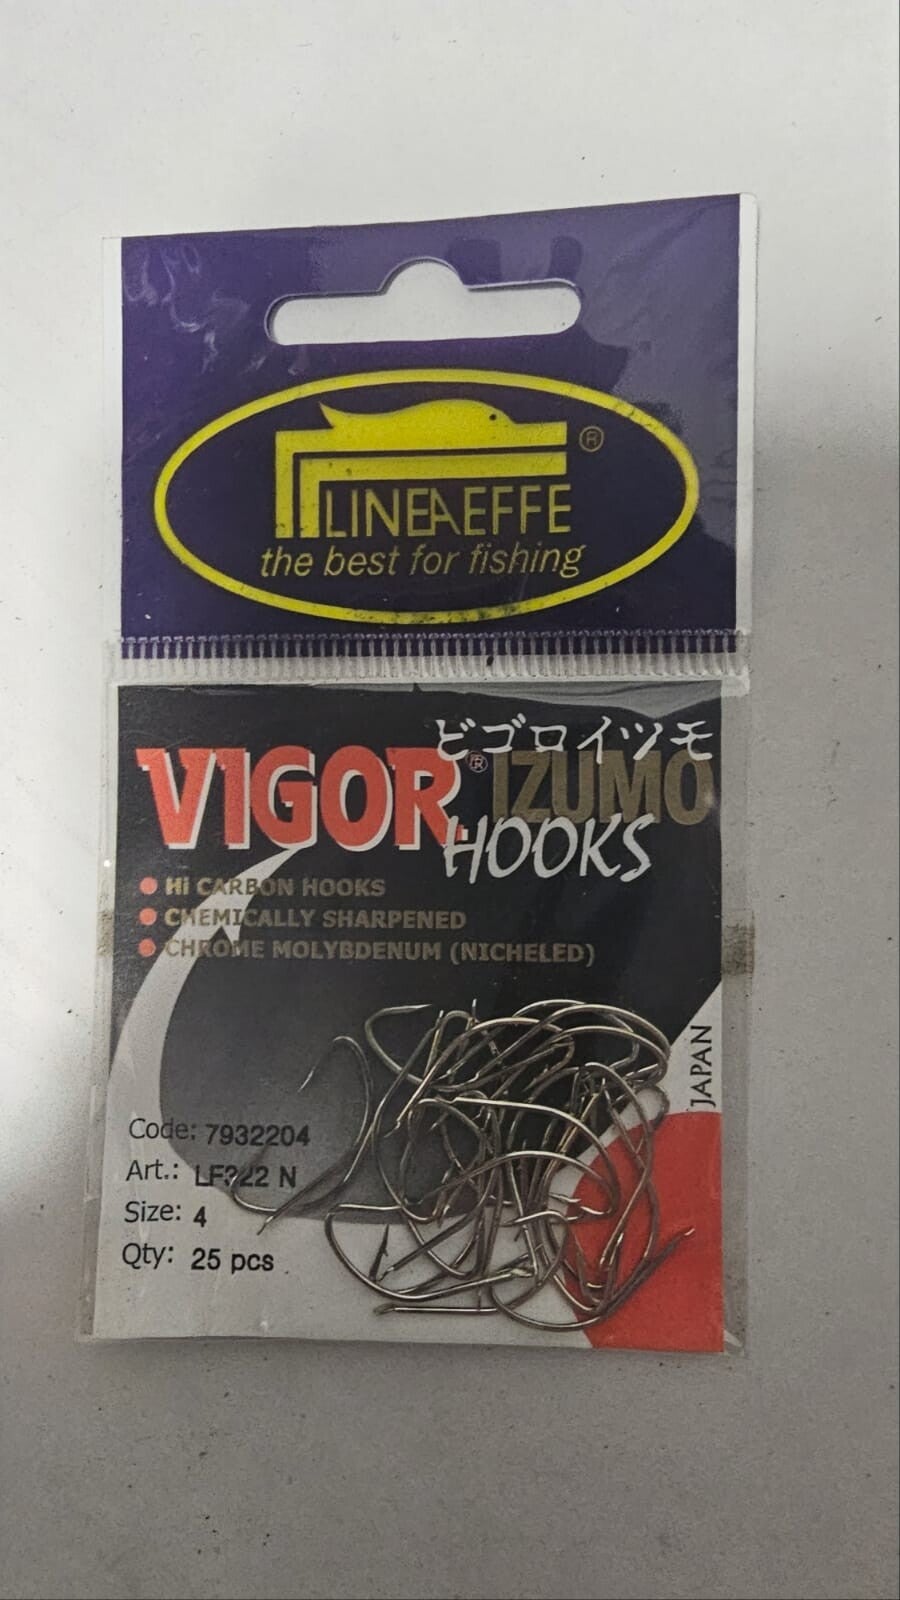 ®
LINEAEFFE
the best for fishing
ビゴロイツモ
VIGOR® IZUMO
HOOKS
Hi CARBON HOOKS
CHEMICALLY SHARPENED
CHROME MOLYBDENUM (NICHELED)
JAPAN
Code: 7932204
Art.: LF322 N
Size: 4
Qty: 25 pcs